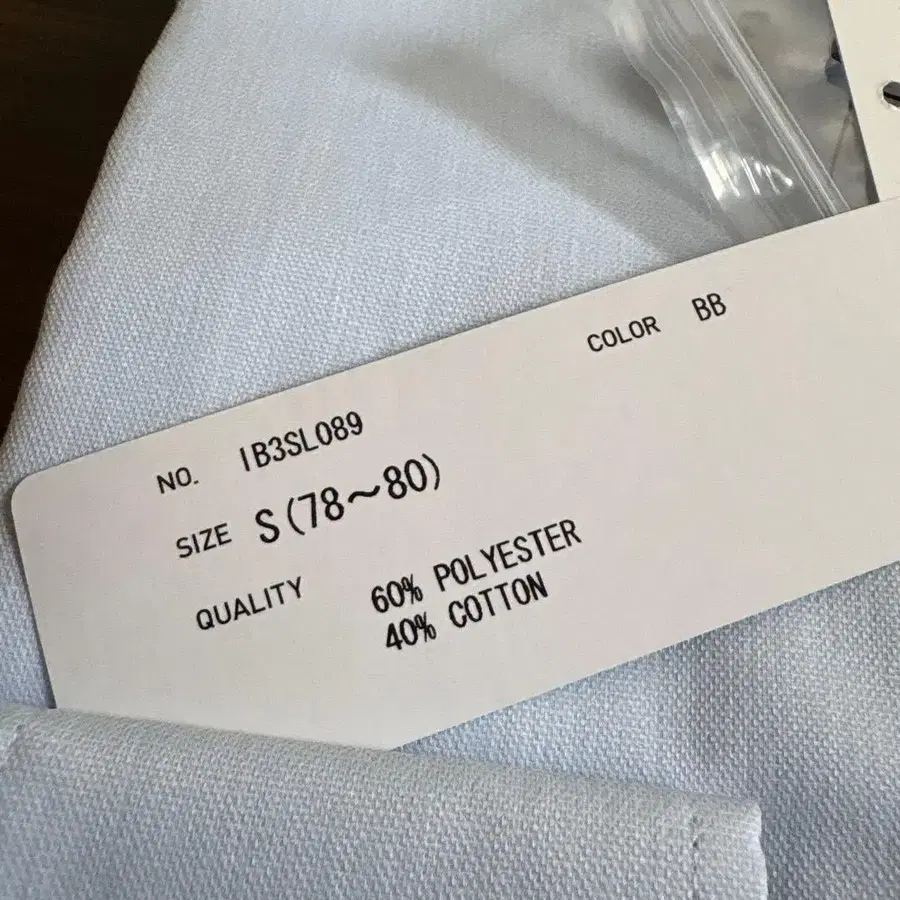 COLOR BB
NO. IB3SL089
SIZE S(78～80)
QUALITY 60% POLYESTER
40% COTTON